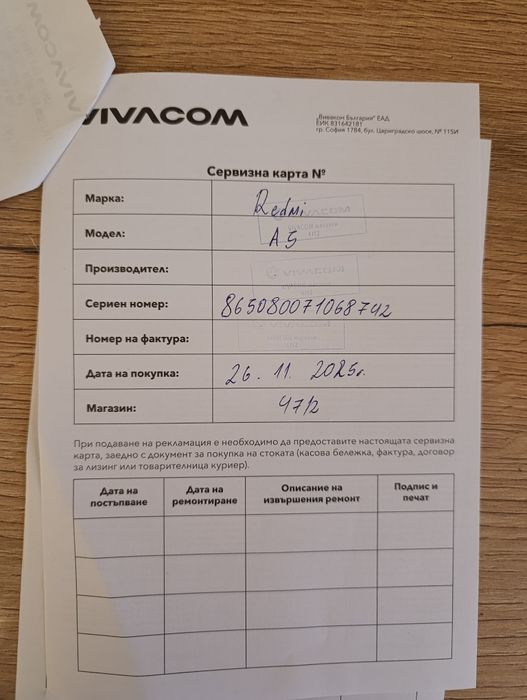 VIVACOM
„Виваком България" ЕАД
ЕИК 831642181
гр. София 1784, бул. Цариградско шосе, № 115И
Сервизна карта №
Марка: Redmi
Модел: A5
Производител:
Сериен номер: 865080071068742
Номер на фактура:
Дата на покупка: 26. 11. 2025г.
Магазин: 4712
При подаване на рекламация е необходимо да предоставите настоящата сервизна
карта, заедно с документ за покупка на стоката (касова бележка, фактура, договор
за лизинг или товарителница куриер).
Дата на постъпване
Дата на ремонтиране
Описание на извършения ремонт
Подпис и печат
VIVACOM
VIVACOM